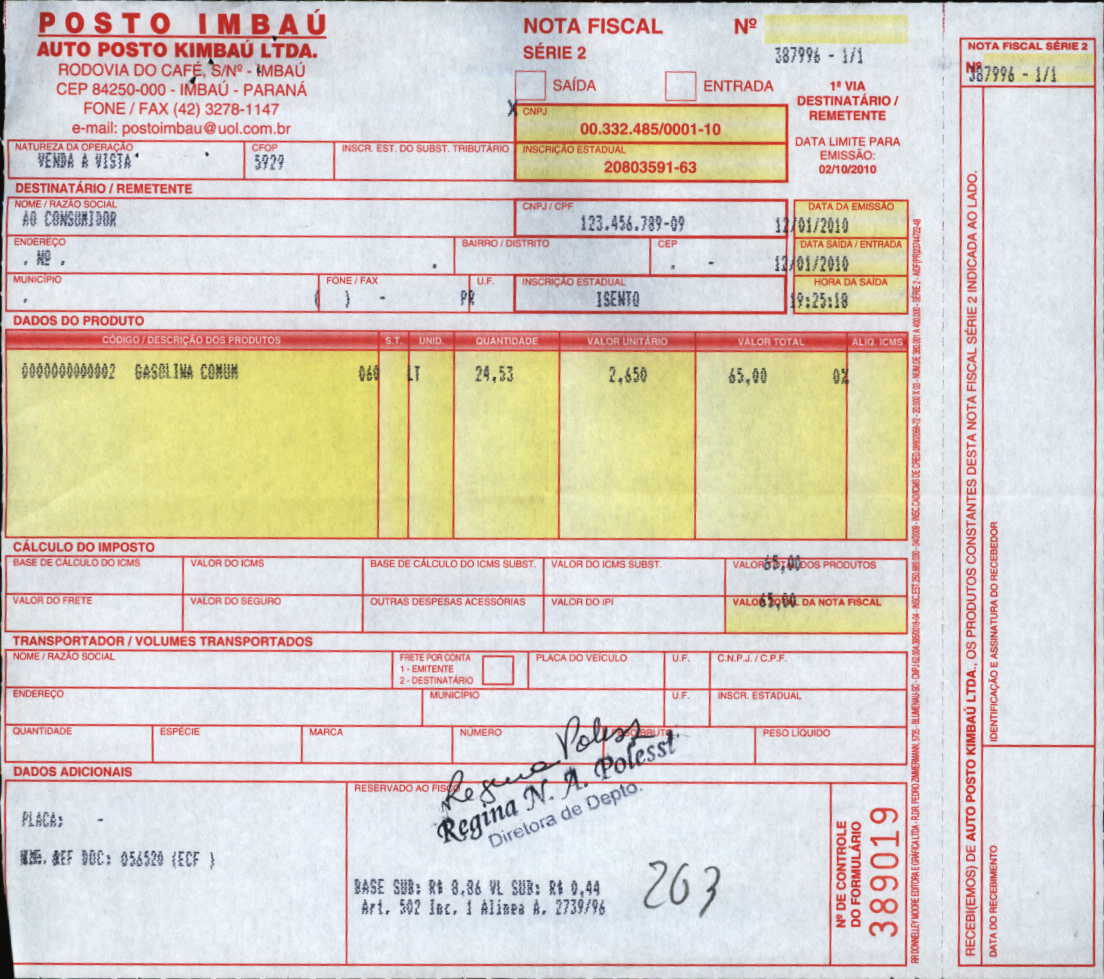 POSTO IMBAÚ
AUTO POSTO KIMBAÚ LTDA.
RODOVIA DO CAFÉ, S/Nº - IMBAÚ
CEP 84250-000 - IMBAÚ - PARANÁ
FONE / FAX (42) 3278-1147
e-mail: postoimbau@uol.com.br
NOTA FISCAL Nº
SÉRIE 2
387996 - 1/1
SAÍDA ENTRADA
X
1ª VIA
DESTINATÁRIO /
REMETENTE
CNPJ
00.332.485/0001-10
DATA LIMITE PARA
EMISSÃO:
02/10/2010
NATUREZA DA OPERAÇÃO CFOP INSCR. EST. DO SUBST. TRIBUTÁRIO INSCRIÇÃO ESTADUAL
VENDA A VISTA 5929 20803591-63
DESTINATÁRIO / REMETENTE
NOME / RAZÃO SOCIAL CNPJ / CPF DATA DA EMISSÃO
AO CONSUMIDOR 123.456.789-09 12/01/2010
ENDEREÇO BAIRRO / DISTRITO CEP DATA SAÍDA / ENTRADA
, Nº . . . - 12/01/2010
MUNICÍPIO FONE / FAX U.F. INSCRIÇÃO ESTADUAL HORA DA SAÍDA
. ( ) - PR ISENTO 19:25:18
DADOS DO PRODUTO
CÓDIGO / DESCRIÇÃO DOS PRODUTOS S.T. UNID. QUANTIDADE VALOR UNITÁRIO VALOR TOTAL ALIQ. ICMS
0000000000002 GASOLINA COMUM 060 LT 24,53 2,650 65,00 0%
CÁLCULO DO IMPOSTO
BASE DE CÁLCULO DO ICMS VALOR DO ICMS BASE DE CÁLCULO DO ICMS SUBST. VALOR DO ICMS SUBST. VALOR DOS PRODUTOS
65,00
VALOR DO FRETE VALOR DO SEGURO OUTRAS DESPESAS ACESSÓRIAS VALOR DO IPI VALOR DA NOTA FISCAL
65,00
TRANSPORTADOR / VOLUMES TRANSPORTADOS
NOME / RAZÃO SOCIAL FRETE POR CONTA PLACA DO VEÍCULO U.F. C.N.P.J. / C.P.F.
1 - EMITENTE
2 - DESTINATÁRIO
ENDEREÇO MUNICÍPIO U.F. INSCR. ESTADUAL
QUANTIDADE ESPÉCIE MARCA NÚMERO PESO BRUTO PESO LÍQUIDO
DADOS ADICIONAIS
RESERVADO AO FISCO
Regina Poless
Regina N. A. Polessi
Diretora de Depto.
PLACA: -
REF DOC: 056520 (ECF )
BASE SUB: R$ 8,86 VL SUB: R$ 0,44
Art. 502 Inc. 1 Alinea A, 2739/96
203
Nº DE CONTROLE
DO FORMULÁRIO
389019
NOTA FISCAL SÉRIE 2
Nº
387996 - 1/1
RECEBI(EMOS) DE AUTO POSTO KIMBAÚ LTDA., OS PRODUTOS CONSTANTES DESTA NOTA FISCAL SÉRIE 2 INDICADA AO LADO.
DATA DO RECEBIMENTO
IDENTIFICAÇÃO E ASSINATURA DO RECEBEDOR